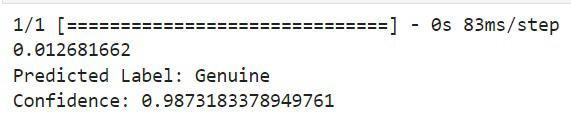 1/1 [==============================] - 0s 83ms/step
0.012681662
Predicted Label: Genuine
Confidence: 0.9873183378949761